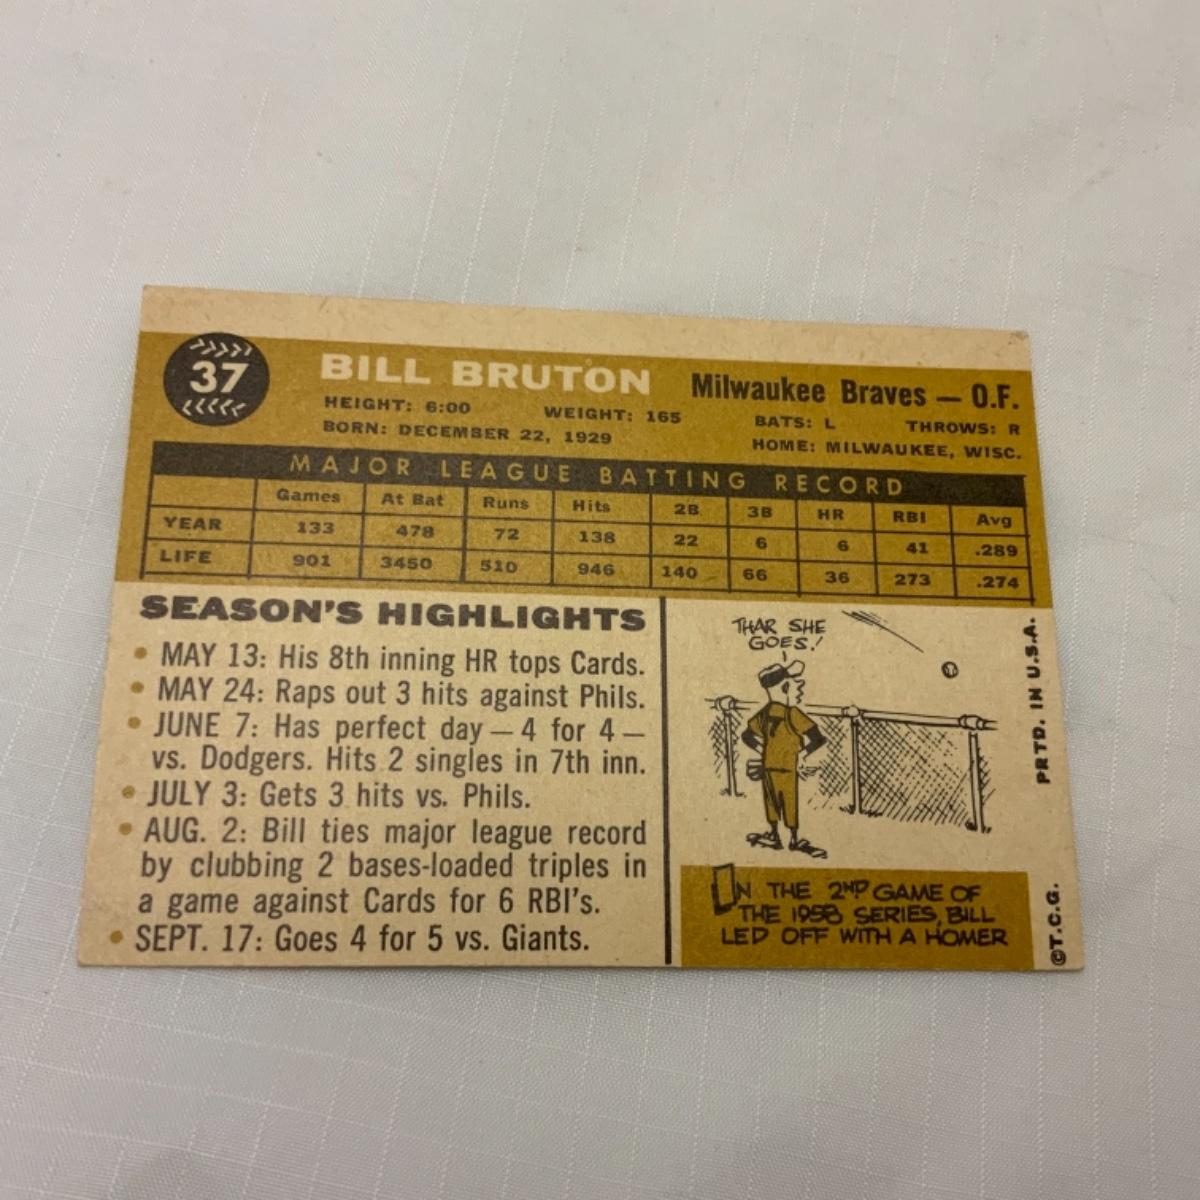 37
BILL BRUTON
Milwaukee Braves — O.F.
HEIGHT: 6:00 WEIGHT: 165 BATS: L THROWS: R
BORN: DECEMBER 22, 1929 HOME: MILWAUKEE, WISC.
MAJOR LEAGUE BATTING RECORD
Games At Bat Runs Hits 2B 3B HR RBI Avg
YEAR 133 478 72 138 22 6 6 41 .289
LIFE 901 3450 510 946 140 66 36 273 .274
SEASON'S HIGHLIGHTS
• MAY 13: His 8th inning HR tops Cards.
• MAY 24: Raps out 3 hits against Phils.
• JUNE 7: Has perfect day — 4 for 4 —
vs. Dodgers. Hits 2 singles in 7th inn.
• JULY 3: Gets 3 hits vs. Phils.
• AUG. 2: Bill ties major league record
by clubbing 2 bases-loaded triples in
a game against Cards for 6 RBI's.
• SEPT. 17: Goes 4 for 5 vs. Giants.
THAR SHE
GOES!
7
IN THE 2ND GAME OF
THE 1958 SERIES, BILL
LED OFF WITH A HOMER
©T.C.G. PRTD. IN U.S.A.